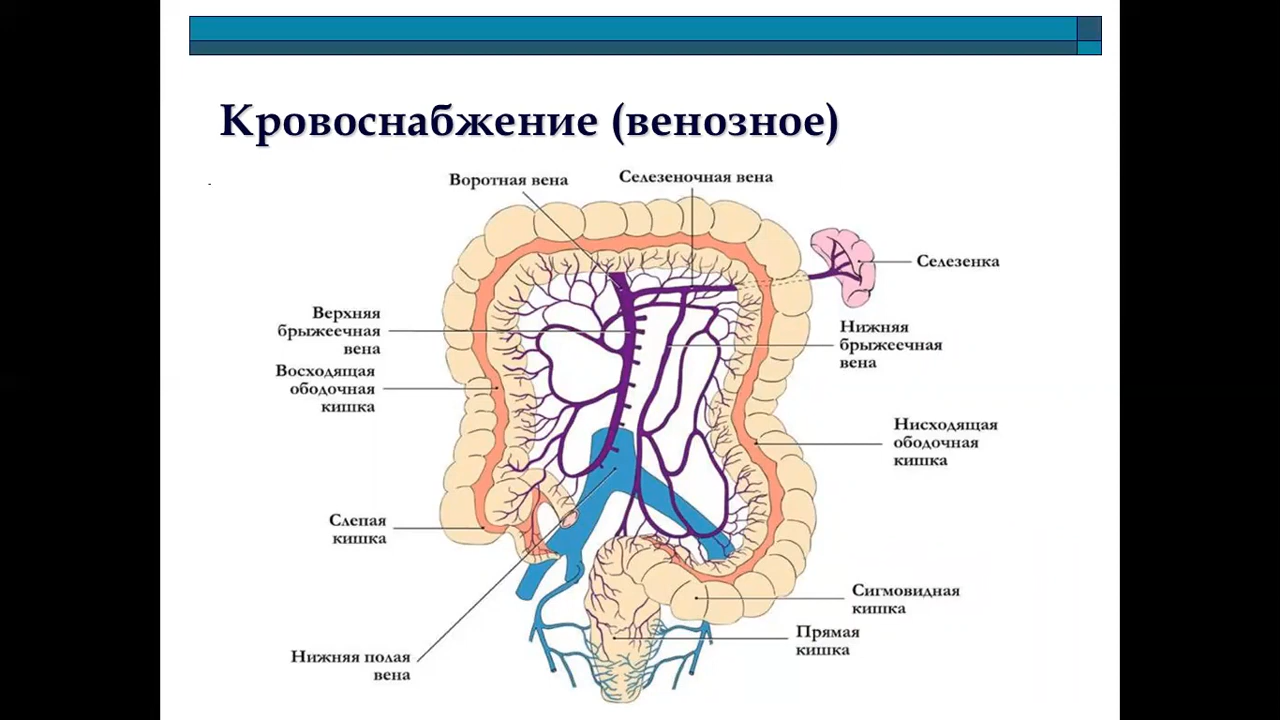 Кровоснабжение (венозное)
Воротная вена
Селезеночная вена
Селезенка
Верхняя
брыжеечная
вена
Нижняя
брыжеечная
вена
Восходящая
ободочная
кишка
Нисходящая
ободочная
кишка
Слепая
кишка
Сигмовидная
кишка
Прямая
кишка
Нижняя полая
вена